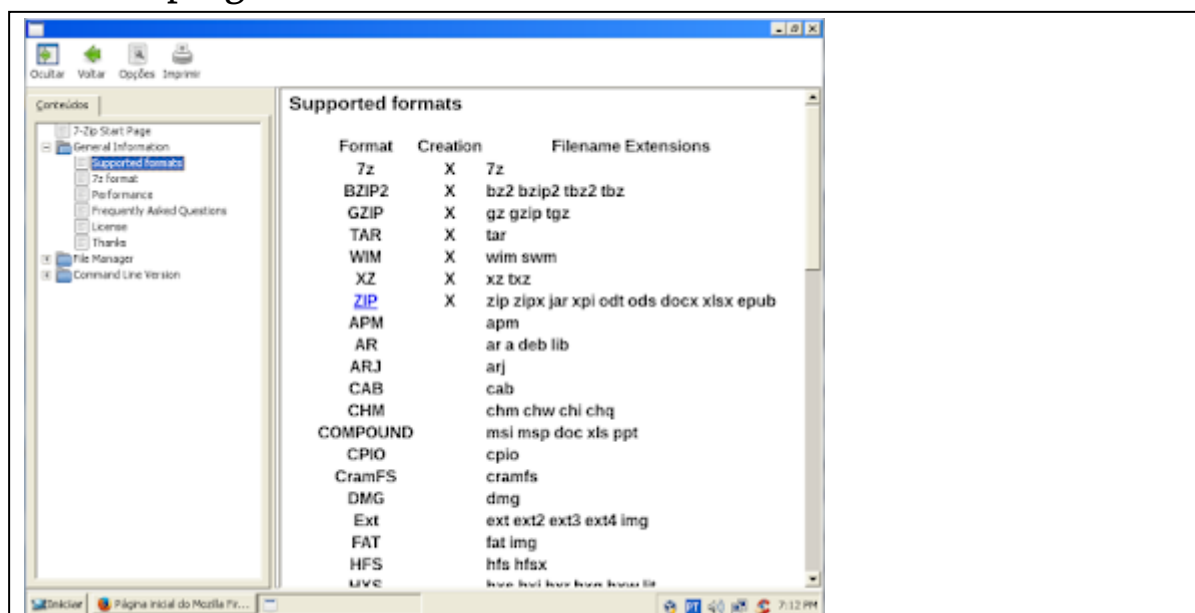 Ocultar Voltar Opções Imprimir
Conteúdos
7-Zip Start Page
General Information
Supported formats
7z format
Performance
Frequently Asked Questions
License
Thanks
File Manager
Command Line Version
Supported formats
Format Creation Filename Extensions
7z X 7z
BZIP2 X bz2 bzip2 tbz2 tbz
GZIP X gz gzip tgz
TAR X tar
WIM X wim swm
XZ X xz txz
ZIP X zip zipx jar xpi odt ods docx xlsx epub
APM apm
AR ar a deb lib
ARJ arj
CAB cab
CHM chm chw chi chq
COMPOUND msi msp doc xls ppt
CPIO cpio
CramFS cramfs
DMG dmg
Ext ext ext2 ext3 ext4 img
FAT fat img
HFS hfs hfsx
Iniciar Página inicial do Mozilla Fir... PT 7:12 PM